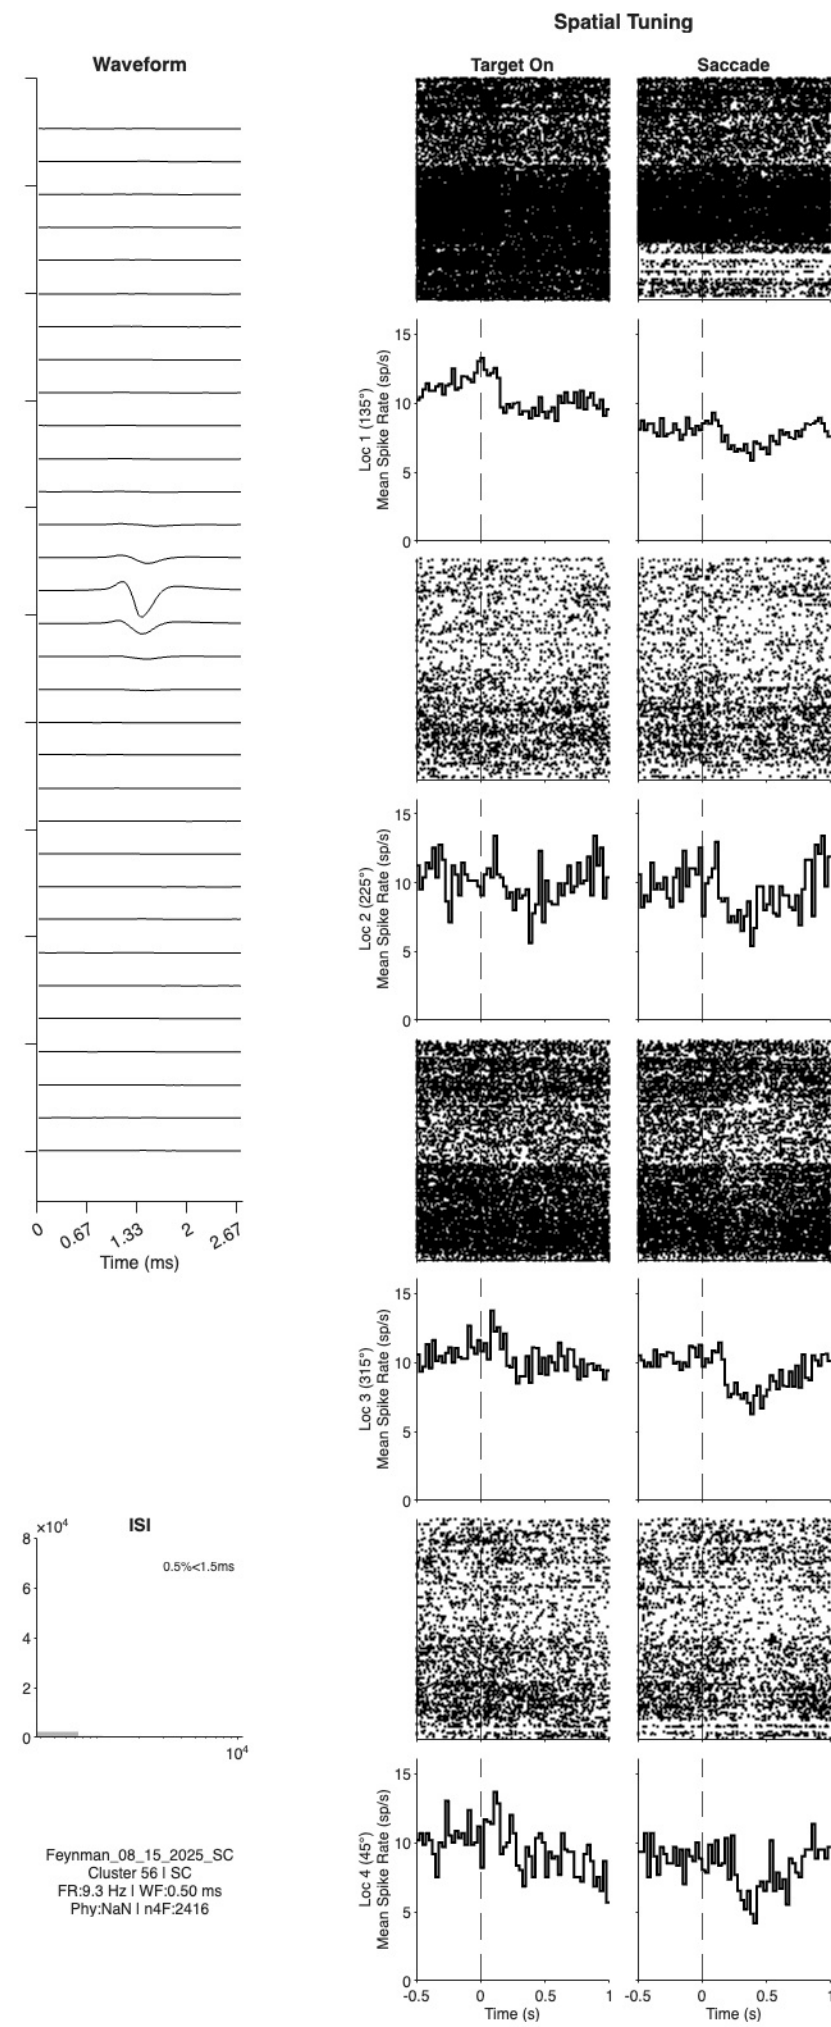 Spatial Tuning
Waveform
Target On
Saccade
0
0.67
1.33
2
2.67
Time (ms)
15
10
5
0
Loc 1 (135°)
Mean Spike Rate (sp/s)
15
10
5
0
Loc 2 (225°)
Mean Spike Rate (sp/s)
15
10
5
0
Loc 3 (315°)
Mean Spike Rate (sp/s)
ISI
×10⁴
8
6
4
2
0
0.5%<1.5ms
10⁴
15
10
5
0
Loc 4 (45°)
Mean Spike Rate (sp/s)
Feynman_08_15_2025_SC
Cluster 56 | SC
FR:9.3 Hz | WF:0.50 ms
Phy:NaN | n4F:2416
-0.5 0 0.5 1
Time (s)
-0.5 0 0.5 1
Time (s)